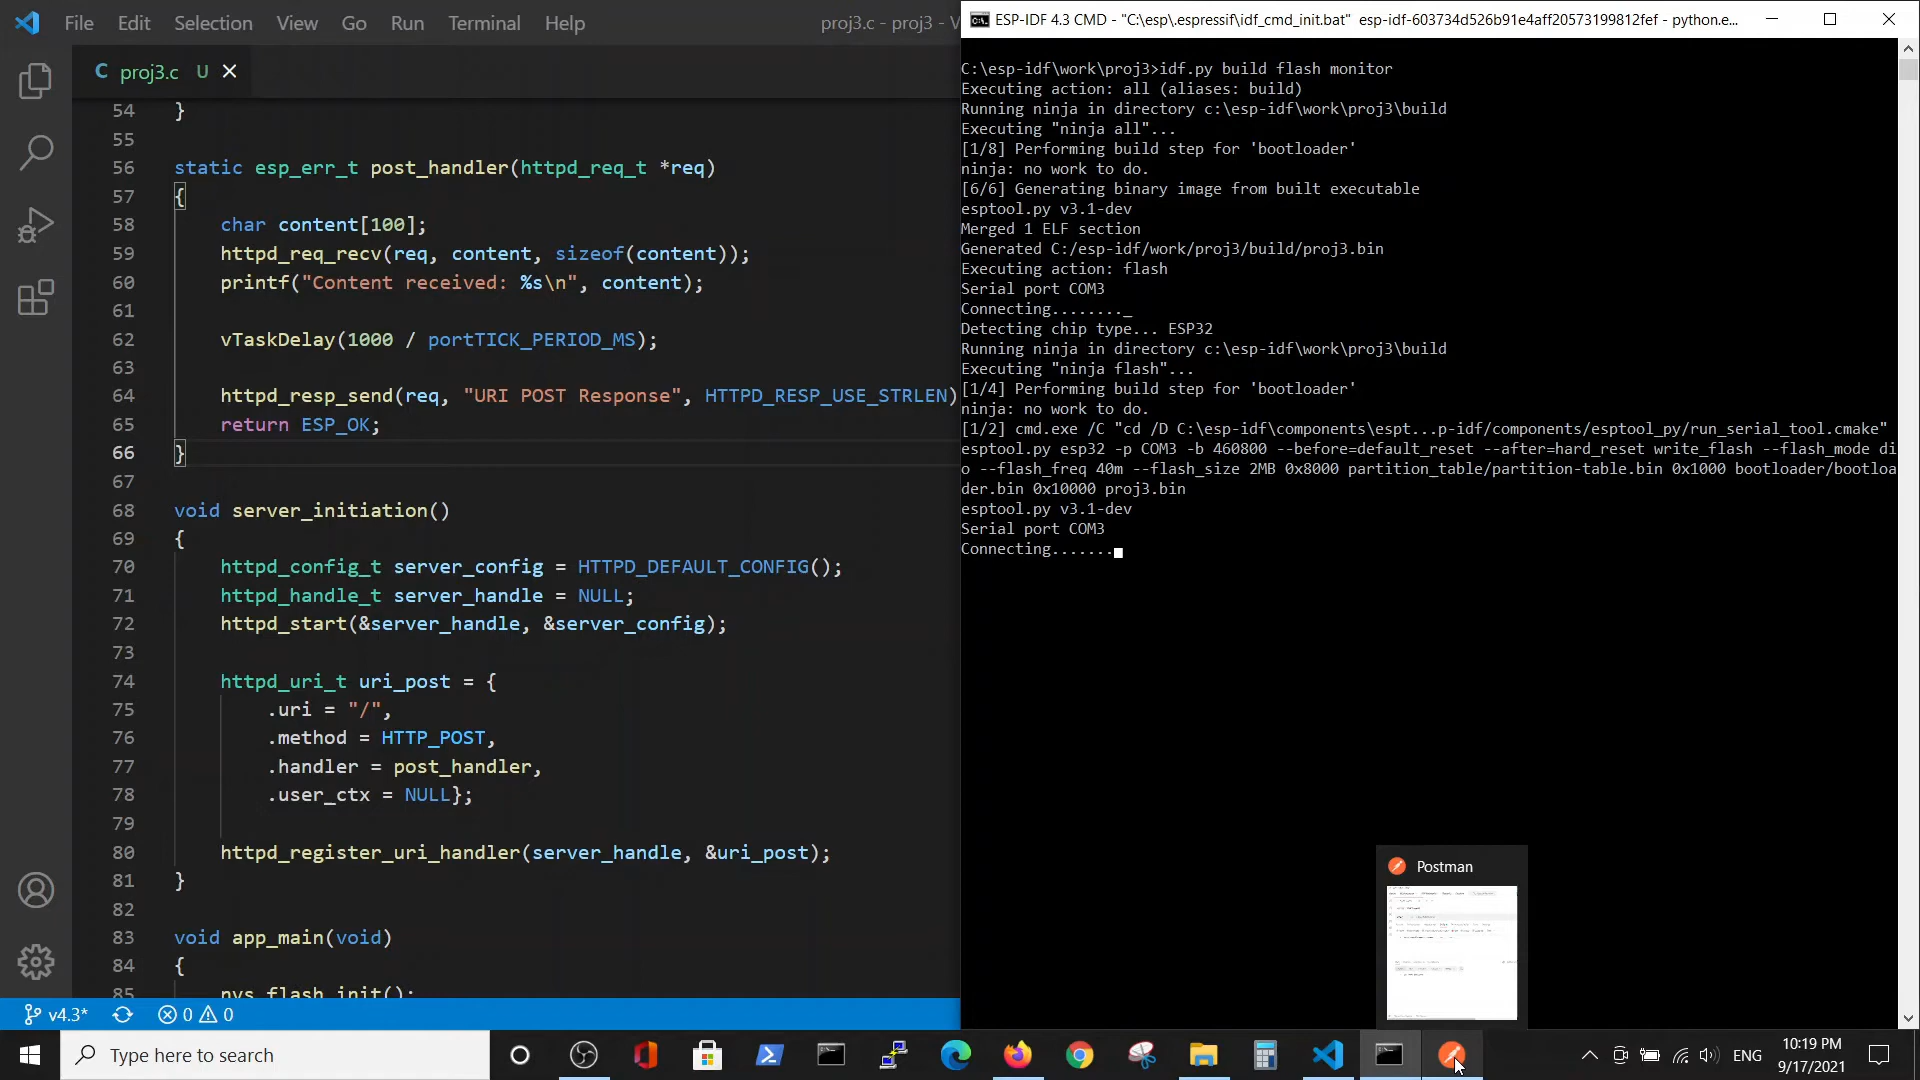 File Edit Selection View Go Run Terminal Help
proj3.c - proj3 - V
C proj3.c U
54 }
55
56 static esp_err_t post_handler(httpd_req_t *req)
57 {
58 char content[100];
59 httpd_req_recv(req, content, sizeof(content));
60 printf("Content received: %s\n", content);
61
62 vTaskDelay(1000 / portTICK_PERIOD_MS);
63
64 httpd_resp_send(req, "URI POST Response", HTTPD_RESP_USE_STRLEN)
65 return ESP_OK;
66 }
67
68 void server_initiation()
69 {
70 httpd_config_t server_config = HTTPD_DEFAULT_CONFIG();
71 httpd_handle_t server_handle = NULL;
72 httpd_start(&server_handle, &server_config);
73
74 httpd_uri_t uri_post = {
75 .uri = "/",
76 .method = HTTP_POST,
77 .handler = post_handler,
78 .user_ctx = NULL};
79
80 httpd_register_uri_handler(server_handle, &uri_post);
81 }
82
83 void app_main(void)
84 {
85 nvs_flash_init();
v4.3* 0 0
ESP-IDF 4.3 CMD - "C:\esp\.espressif\idf_cmd_init.bat" esp-idf-603734d526b91e4aff20573199812fef - python.e...
C:\esp-idf\work\proj3>idf.py build flash monitor
Executing action: all (aliases: build)
Running ninja in directory c:\esp-idf\work\proj3\build
Executing "ninja all"...
[1/8] Performing build step for 'bootloader'
ninja: no work to do.
[6/6] Generating binary image from built executable
esptool.py v3.1-dev
Merged 1 ELF section
Generated C:/esp-idf/work/proj3/build/proj3.bin
Executing action: flash
Serial port COM3
Connecting........_
Detecting chip type... ESP32
Running ninja in directory c:\esp-idf\work\proj3\build
Executing "ninja flash"...
[1/4] Performing build step for 'bootloader'
ninja: no work to do.
[1/2] cmd.exe /C "cd /D C:\esp-idf\components\espt...p-idf/components/esptool_py/run_serial_tool.cmake"
esptool.py esp32 -p COM3 -b 460800 --before=default_reset --after=hard_reset write_flash --flash_mode di
o --flash_freq 40m --flash_size 2MB 0x8000 partition_table/partition-table.bin 0x1000 bootloader/bootloa
der.bin 0x10000 proj3.bin
esptool.py v3.1-dev
Serial port COM3
Connecting.......
Postman
Type here to search
ENG
10:19 PM
9/17/2021